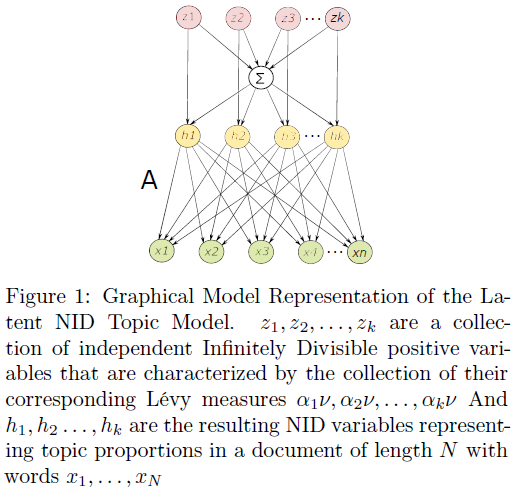 z1 z2 z3 ... zk
Σ
h1 h2 h3 ... hk
A
x1 x2 x3 x4 ... xn
Figure 1: Graphical Model Representation of the La-
tent NID Topic Model. z₁, z₂, . . . , zₖ are a collec-
tion of independent Infinitely Divisible positive vari-
ables that are characterized by the collection of their
corresponding Lévy measures α₁ν, α₂ν, . . . , αₖν And
h₁, h₂ . . . , hₖ are the resulting NID variables represent-
ing topic proportions in a document of length N with
words x₁, . . . , x_N